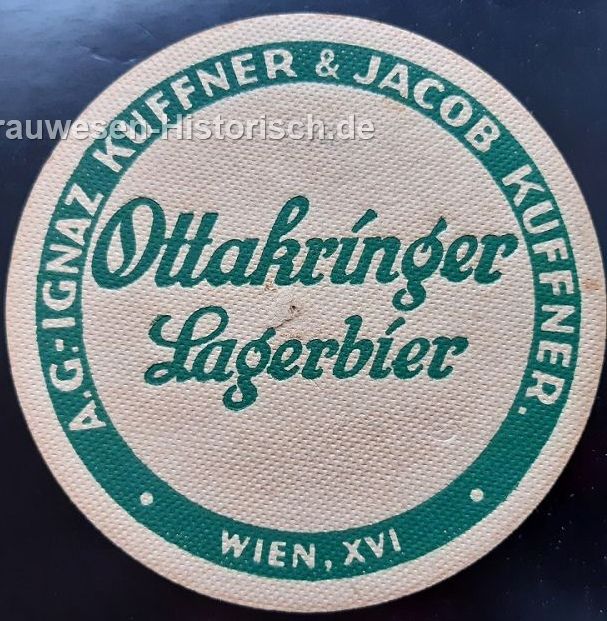 A.G.: IGNAZ KUFFNER & JACOB KUFFNER.
rauwesen-Historisch.de
Ottakringer
Lagerbier
• WIEN, XVI •